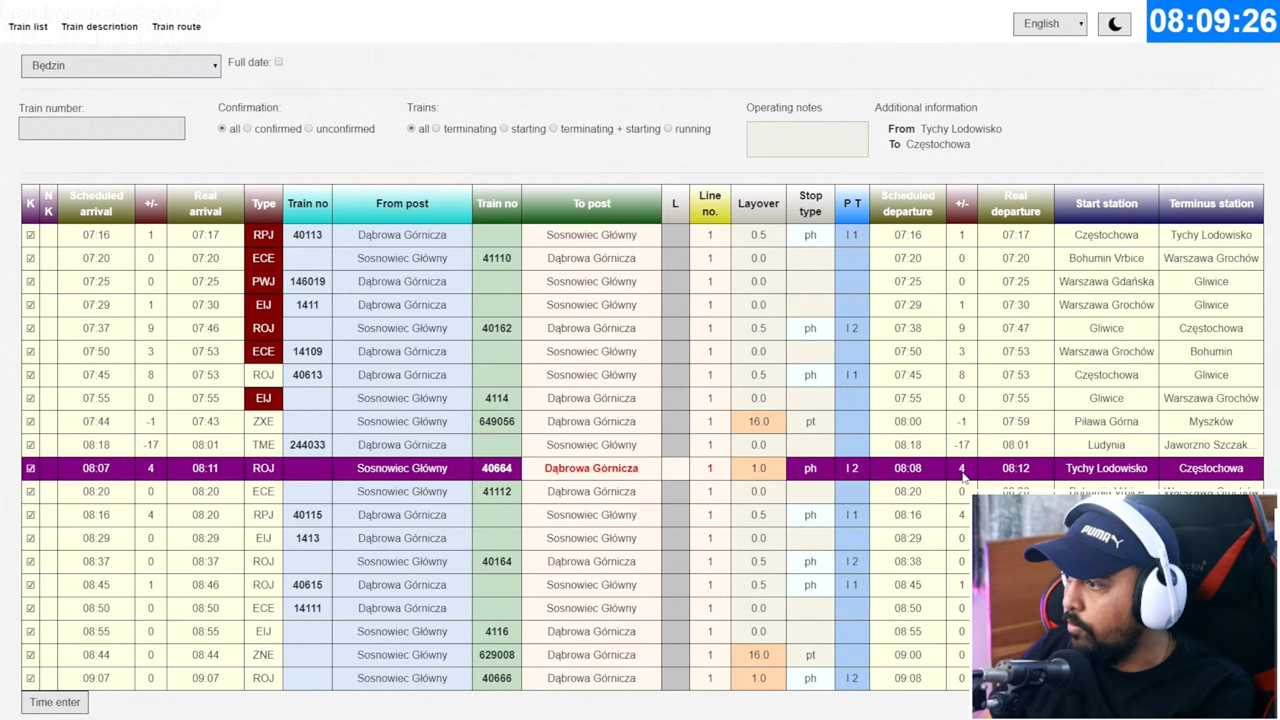 Train list Train description Train route English 08:09:26
Będzin Full date:
Train number: Confirmation: Trains: Operating notes Additional information
all confirmed unconfirmed all terminating starting terminating + starting running From Tychy Lodowisko
To Częstochowa
K N K Scheduled arrival +/- Real arrival Type Train no From post Train no To post L Line no. Layover Stop type P T Scheduled departure +/- Real departure Start station Terminus station
07:16 1 07:17 RPJ 40113 Dąbrowa Górnicza Sosnowiec Główny 1 0.5 ph I 1 07:16 1 07:17 Częstochowa Tychy Lodowisko
07:20 0 07:20 ECE Sosnowiec Główny 41110 Dąbrowa Górnicza 1 0.0 07:20 0 07:20 Bohumin Vrbice Warszawa Grochów
07:25 0 07:25 PWJ 146019 Dąbrowa Górnicza Sosnowiec Główny 1 0.0 07:25 0 07:25 Warszawa Gdańska Gliwice
07:29 1 07:30 EIJ 1411 Dąbrowa Górnicza Sosnowiec Główny 1 0.0 07:29 1 07:30 Warszawa Grochów Gliwice
07:37 9 07:46 ROJ Sosnowiec Główny 40162 Dąbrowa Górnicza 1 0.5 ph I 2 07:38 9 07:47 Gliwice Częstochowa
07:50 3 07:53 ECE 14109 Dąbrowa Górnicza Sosnowiec Główny 1 0.0 07:50 3 07:53 Warszawa Grochów Bohumin
07:45 8 07:53 ROJ 40613 Dąbrowa Górnicza Sosnowiec Główny 1 0.5 ph I 1 07:45 8 07:53 Częstochowa Gliwice
07:55 0 07:55 EIJ Sosnowiec Główny 4114 Dąbrowa Górnicza 1 0.0 07:55 0 07:55 Gliwice Warszawa Grochów
07:44 -1 07:43 ZXE Sosnowiec Główny 649056 Dąbrowa Górnicza 1 16.0 pt 08:00 -1 07:59 Piława Górna Myszków
08:18 -17 08:01 TME 244033 Dąbrowa Górnicza Sosnowiec Główny 1 0.0 08:18 -17 08:01 Ludynia Jaworzno Szczak...
08:07 4 08:11 ROJ Sosnowiec Główny 40664 Dąbrowa Górnicza 1 1.0 ph I 2 08:08 4 08:12 Tychy Lodowisko Częstochowa
08:20 0 08:20 ECE Sosnowiec Główny 41112 Dąbrowa Górnicza 1 0.0 08:20 0 08:20 Bohumin Vrbice Warszawa Grochów
08:16 4 08:20 RPJ 40115 Dąbrowa Górnicza Sosnowiec Główny 1 0.5 ph I 1 08:16 4
08:29 0 08:29 EIJ 1413 Dąbrowa Górnicza Sosnowiec Główny 1 0.0 08:29 0
08:37 0 08:37 ROJ Sosnowiec Główny 40164 Dąbrowa Górnicza 1 0.5 ph I 2 08:38 0
08:45 1 08:46 ROJ 40615 Dąbrowa Górnicza Sosnowiec Główny 1 0.5 ph I 1 08:45 1
08:50 0 08:50 ECE 14111 Dąbrowa Górnicza Sosnowiec Główny 1 0.0 08:50 0
08:55 0 08:55 EIJ Sosnowiec Główny 4116 Dąbrowa Górnicza 1 0.0 08:55 0
08:44 0 08:44 ZNE Sosnowiec Główny 629008 Dąbrowa Górnicza 1 16.0 pt 09:00 0
09:07 0 09:07 ROJ Sosnowiec Główny 40666 Dąbrowa Górnicza 1 1.0 ph I 2 09:08 0
Time enter
PUMA